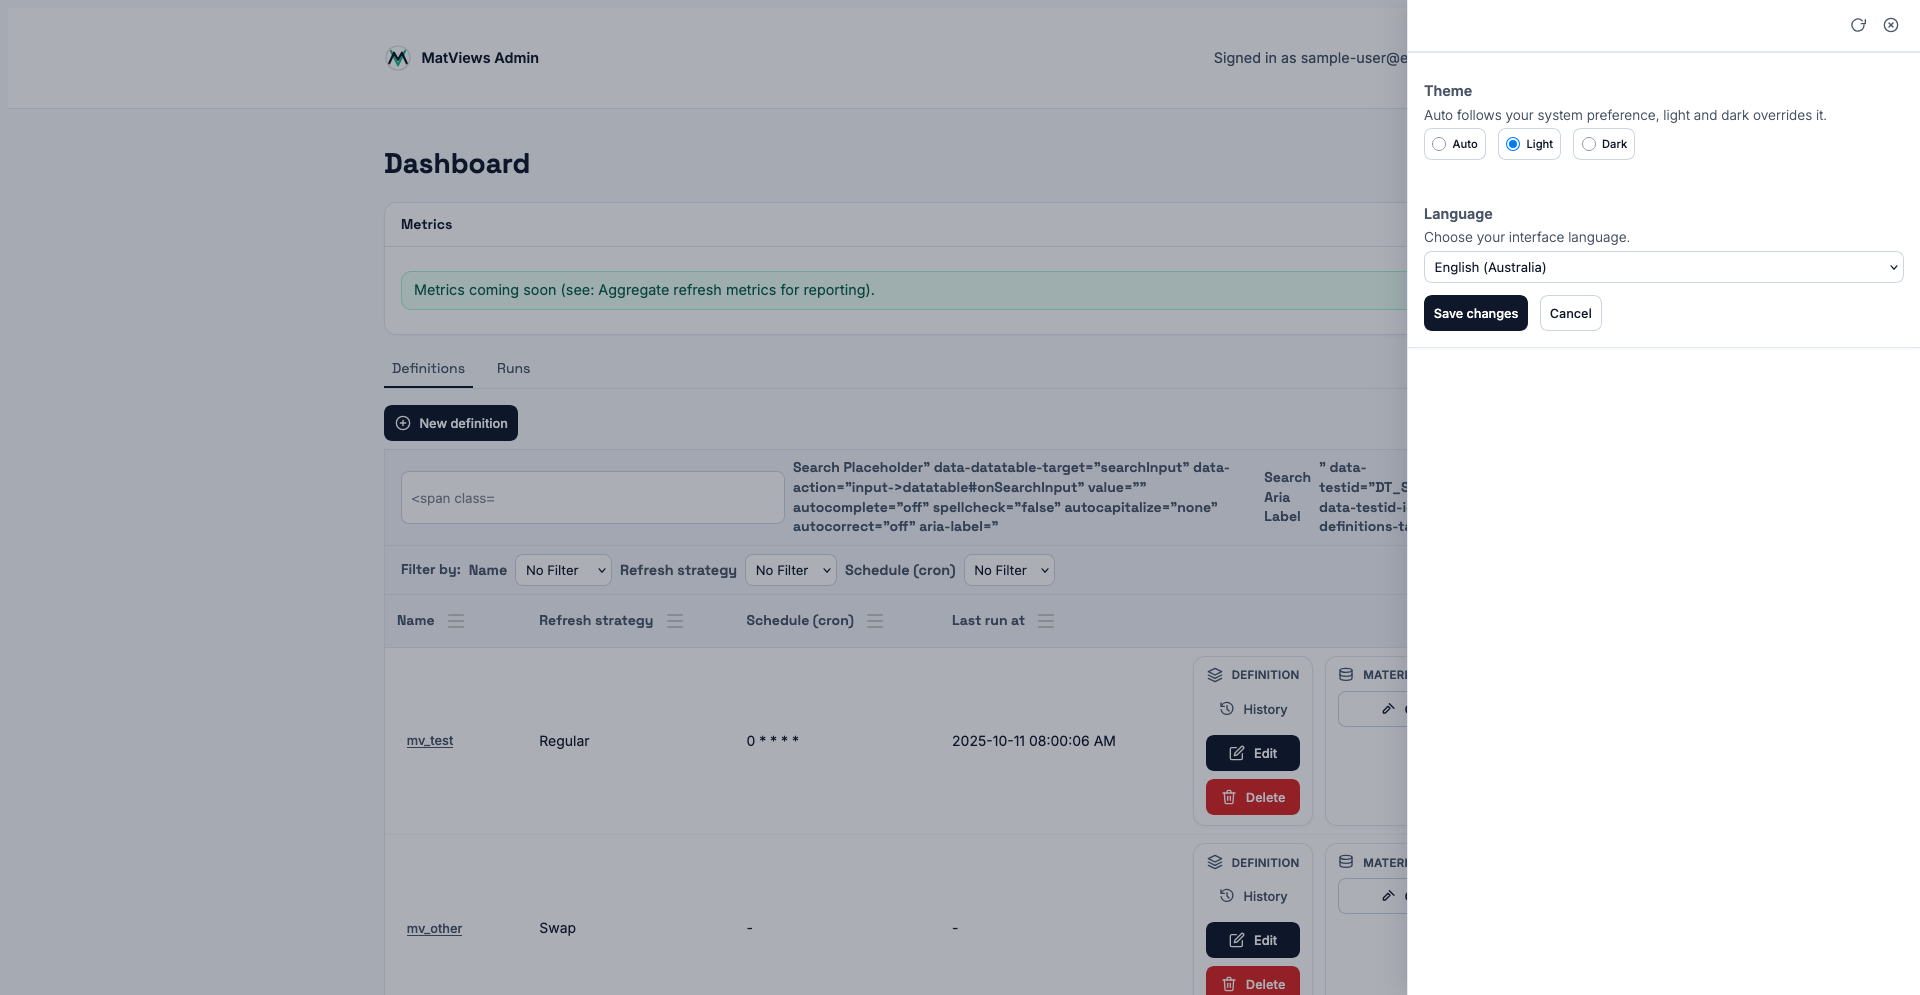 MatViews Admin
Signed in as sample-user@e
Dashboard
Metrics
Metrics coming soon (see: Aggregate refresh metrics for reporting).
Definitions
Runs
New definition
<span class=
Search Placeholder" data-datatable-target="searchInput" data-
action="input->datatable#onSearchInput" value=""
autocomplete="off" spellcheck="false" autocapitalize="none"
autocorrect="off" aria-label="
Search
Aria
Label
" data-
testid="DT_S
data-testid-i
definitions-ta
Filter by: Name No Filter Refresh strategy No Filter Schedule (cron) No Filter
Name Refresh strategy Schedule (cron) Last run at
mv_test Regular 0 * * * * 2025-10-11 08:00:06 AM
DEFINITION
History
Edit
Delete
MATER
mv_other Swap - -
DEFINITION
History
Edit
Delete
MATER
Theme
Auto follows your system preference, light and dark overrides it.
Auto Light Dark
Language
Choose your interface language.
English (Australia)
Save changes Cancel